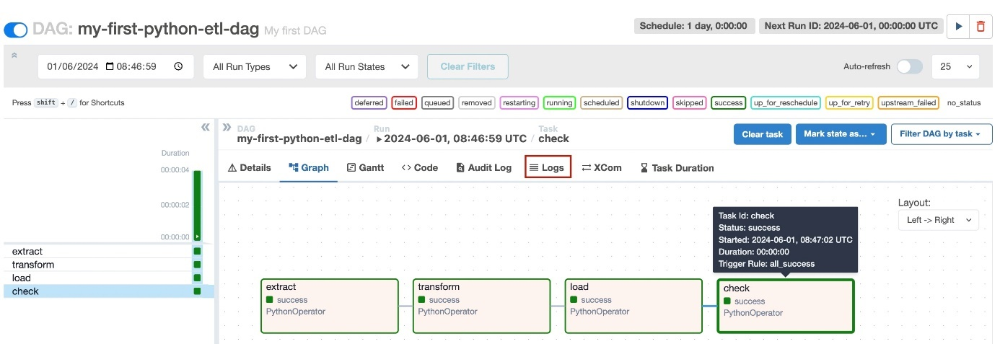 DAG: my-first-python-etl-dag My first DAG
Schedule: 1 day, 0:00:00 Next Run ID: 2024-06-01, 00:00:00 UTC
01/06/2024 08:46:59 All Run Types All Run States Clear Filters Auto-refresh 25
Press shift + / for Shortcuts
deferred failed queued removed restarting running scheduled shutdown skipped success up_for_reschedule up_for_retry upstream_failed no_status
Duration
00:00:04
00:00:02
00:00:00
extract
transform
load
check
DAG Run Task
my-first-python-etl-dag / 2024-06-01, 08:46:59 UTC / check
Clear task Mark state as... Filter DAG by task
Details Graph Gantt Code Audit Log Logs XCom Task Duration
Layout:
Left -> Right
Task Id: check
Status: success
Started: 2024-06-01, 08:47:02 UTC
Duration: 00:00:00
Trigger Rule: all_success
extract
success
PythonOperator
transform
success
PythonOperator
load
success
PythonOperator
check
success
PythonOperator